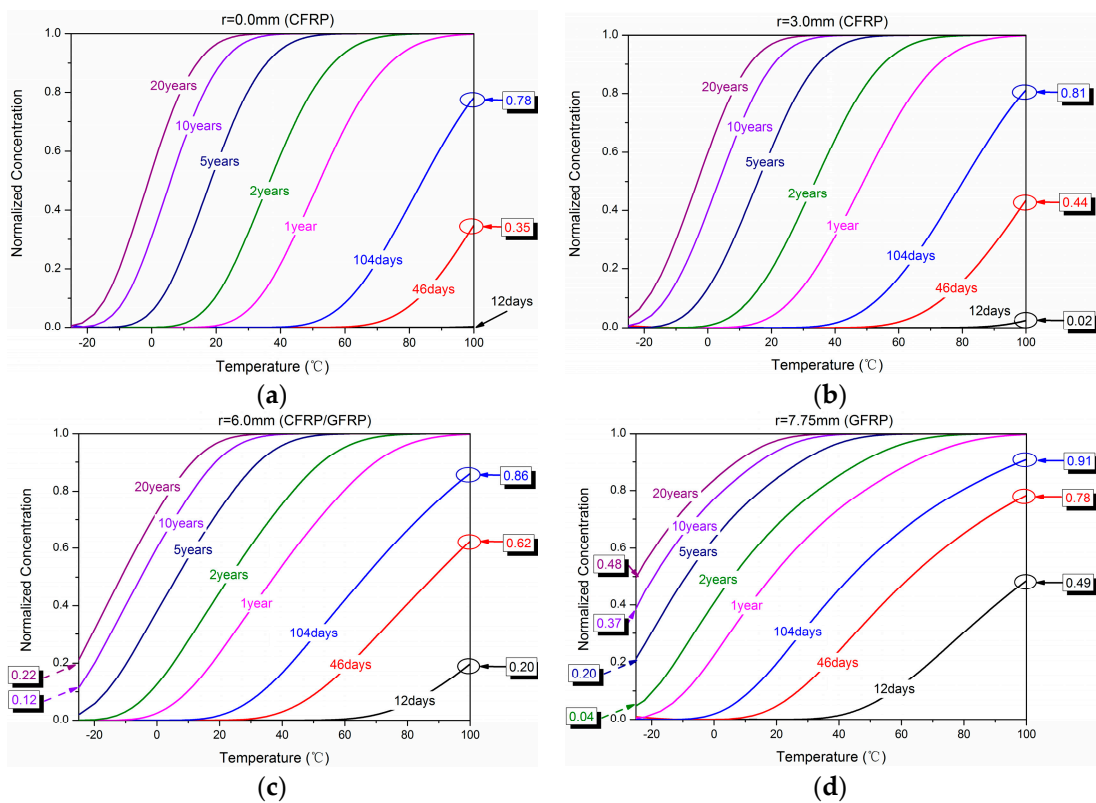 r=0.0mm (CFRP)
Normalized Concentration
1.0
0.8
0.6
0.4
0.2
0.0
20years
10years
5years
2years
1year
104days
46days
12days
0.78
0.35
-20
0
20
40
60
80
100
Temperature (℃)
(a)
r=3.0mm (CFRP)
Normalized Concentration
1.0
0.8
0.6
0.4
0.2
0.0
20years
10years
5years
2years
1year
104days
46days
12days
0.81
0.44
0.02
-20
0
20
40
60
80
100
Temperature (℃)
(b)
r=6.0mm (CFRP/GFRP)
Normalized Concentration
1.0
0.8
0.6
0.4
0.2
0.0
20years
10years
5years
2years
1year
104days
46days
12days
0.22
0.12
0.86
0.62
0.20
-20
0
20
40
60
80
100
Temperature (℃)
(c)
r=7.75mm (GFRP)
Normalized Concentration
1.0
0.8
0.6
0.4
0.2
0.0
20years
10years
5years
2years
1year
104days
46days
12days
0.48
0.37
0.20
0.04
0.91
0.78
0.49
-20
0
20
40
60
80
100
Temperature (℃)
(d)